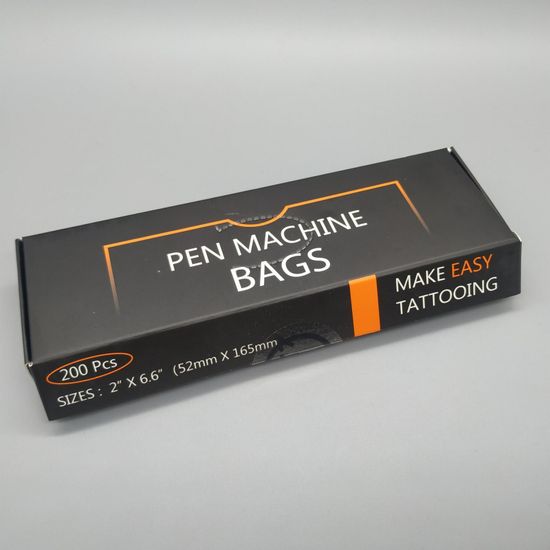 PEN MACHINE
BAGS
MAKE EASY
TATTOOING
200 Pcs
SIZES : 2" X 6.6" (52mm X 165mm